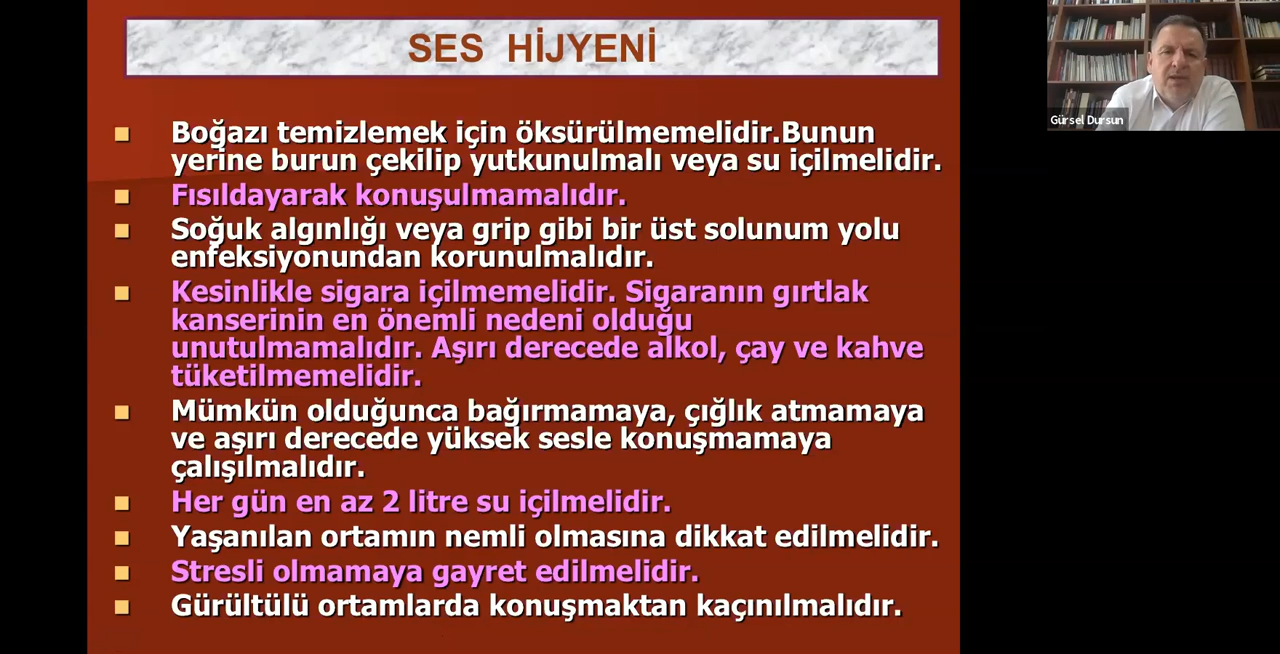 SES HİJYENİ
Boğazı temizlemek için öksürülmemelidir.Bunun
yerine burun çekilip yutkunulmalı veya su içilmelidir.
Fısıldayarak konuşulmamalıdır.
Soğuk algınlığı veya grip gibi bir üst solunum yolu
enfeksiyonundan korunulmalıdır.
Kesinlikle sigara içilmemelidir. Sigaranın gırtlak
kanserinin en önemli nedeni olduğu
unutulmamalıdır. Aşırı derecede alkol, çay ve kahve
tüketilmemelidir.
Mümkün olduğunca bağırmamaya, çığlık atmamaya
ve aşırı derecede yüksek sesle konuşmamaya
çalışılmalıdır.
Her gün en az 2 litre su içilmelidir.
Yaşanılan ortamın nemli olmasına dikkat edilmelidir.
Stresli olmamaya gayret edilmelidir.
Gürültülü ortamlarda konuşmaktan kaçınılmalıdır.
Gürsel Dursun